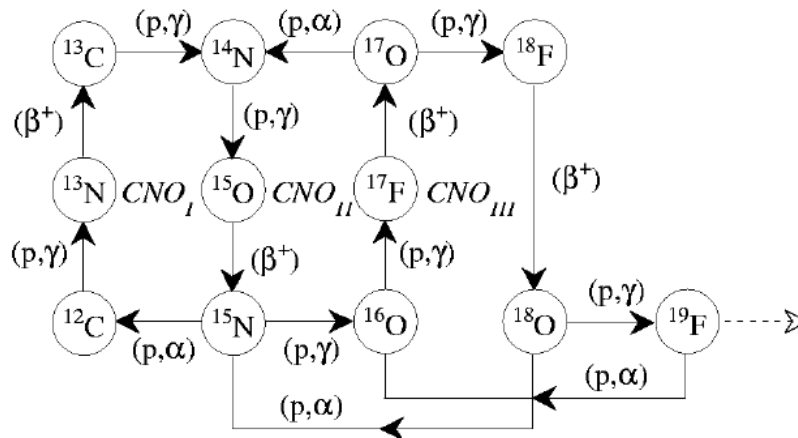 (p,γ) (p,α) (p,γ)
¹³C ¹⁴N ¹⁷O ¹⁸F
(β⁺) (p,γ) (β⁺)
¹³N CNO_I ¹⁵O CNO_II ¹⁷F CNO_III (β⁺)
(p,γ) (β⁺) (p,γ)
(p,γ)
¹²C ¹⁵N ¹⁶O ¹⁸O ¹⁹F
(p,α) (p,γ)
(p,α) (p,α)